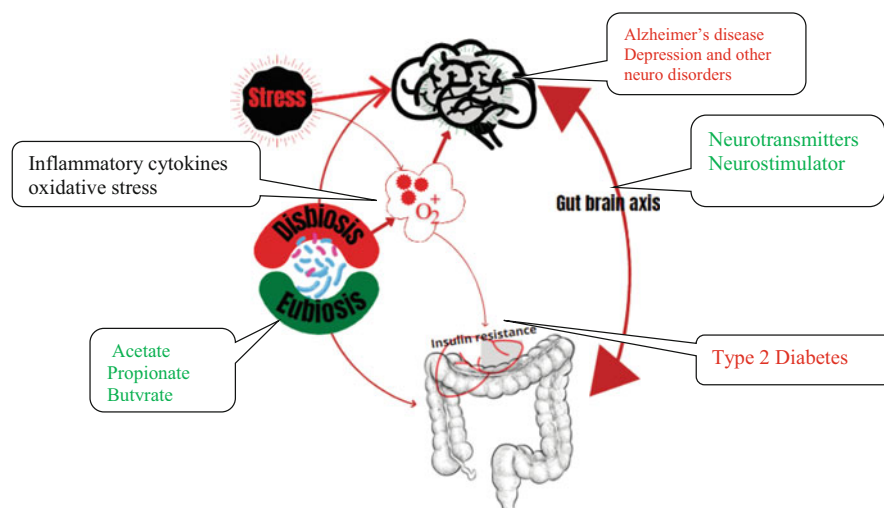 Alzheimer's disease
Depression and other
neuro disorders
Stress
Neurotransmitters
Neurostimulator
Inflammatory cytokines
oxidative stress
O2+
Gut brain axis
Disbiosis
Eubiosis
Insulin resistance
Acetate
Propionate
Butvrate
Type 2 Diabetes